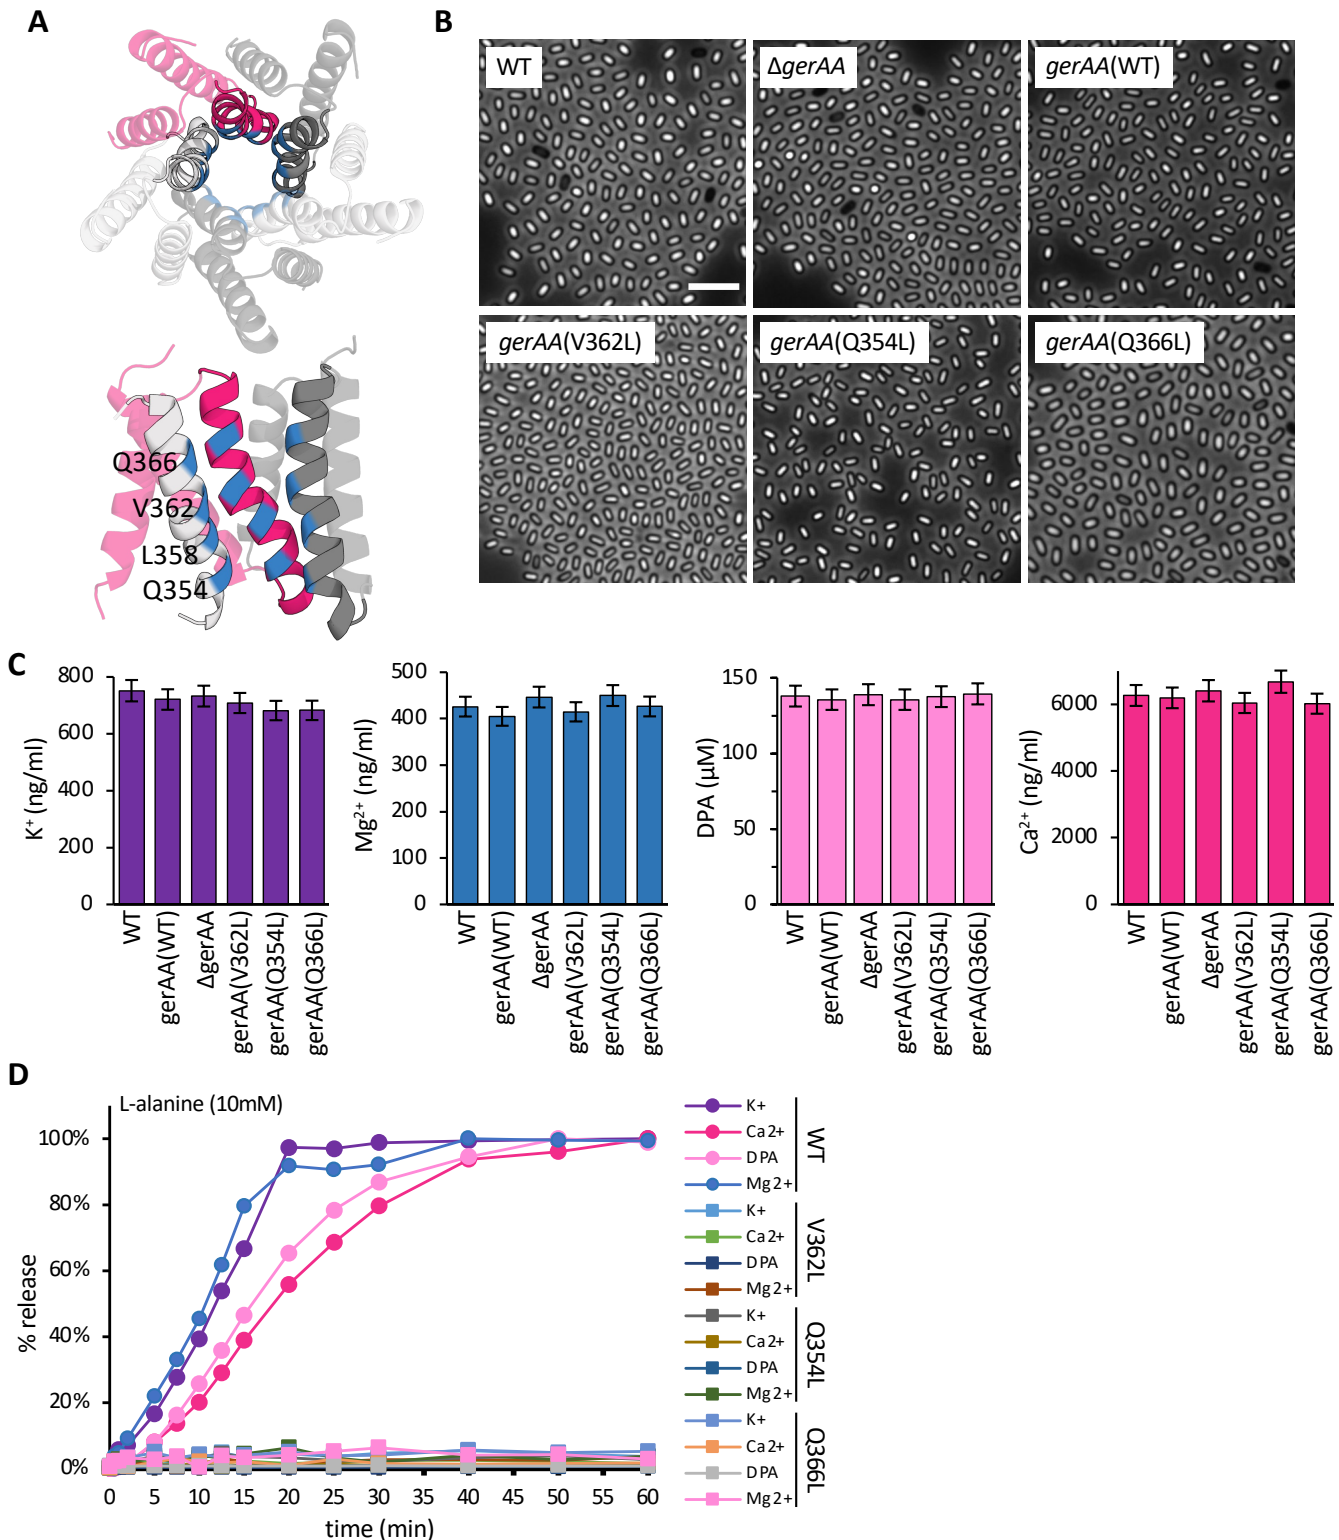 A
Q366
V362
L358
Q354
B
WT
ΔgerAA
gerAA(WT)
gerAA(V362L)
gerAA(Q354L)
gerAA(Q366L)
C
K⁺ (ng/ml)
800
600
400
200
0
WT
gerAA(WT)
ΔgerAA
gerAA(V362L)
gerAA(Q354L)
gerAA(Q366L)
Mg²⁺ (ng/ml)
500
400
300
200
100
0
WT
gerAA(WT)
ΔgerAA
gerAA(V362L)
gerAA(Q354L)
gerAA(Q366L)
DPA (μM)
150
100
50
0
WT
gerAA(WT)
ΔgerAA
gerAA(V362L)
gerAA(Q354L)
gerAA(Q366L)
Ca²⁺ (ng/ml)
6000
4000
2000
0
WT
gerAA(WT)
ΔgerAA
gerAA(V362L)
gerAA(Q354L)
gerAA(Q366L)
D
L-alanine (10mM)
% release
100%
80%
60%
40%
20%
0%
0 5 10 15 20 25 30 35 40 45 50 55 60
time (min)
K+
Ca2+
DPA
Mg2+
WT
K+
Ca2+
DPA
Mg2+
V362L
K+
Ca2+
DPA
Mg2+
Q354L
K+
Ca2+
DPA
Mg2+
Q366L